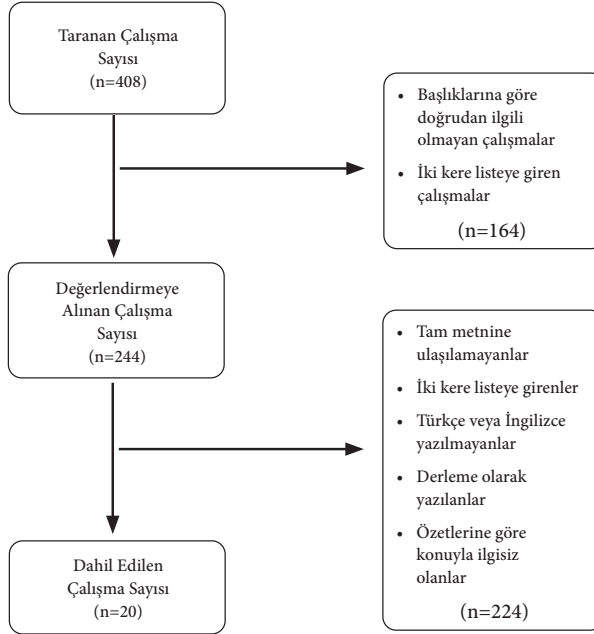 Taranan Çalışma
Sayısı
(n=408)
• Başlıklarına göre
doğrudan ilgili
olmayan çalışmalar
• İki kere listeye giren
çalışmalar
(n=164)
Değerlendirmeye
Alınan Çalışma
Sayısı
(n=244)
• Tam metnine
ulaşılamayanlar
• İki kere listeye girenler
• Türkçe veya İngilizce
yazılmayanlar
• Derleme olarak
yazılanlar
• Özetlerine göre
konuyla ilgisiz
olanlar
(n=224)
Dahil Edilen
Çalışma Sayısı
(n=20)